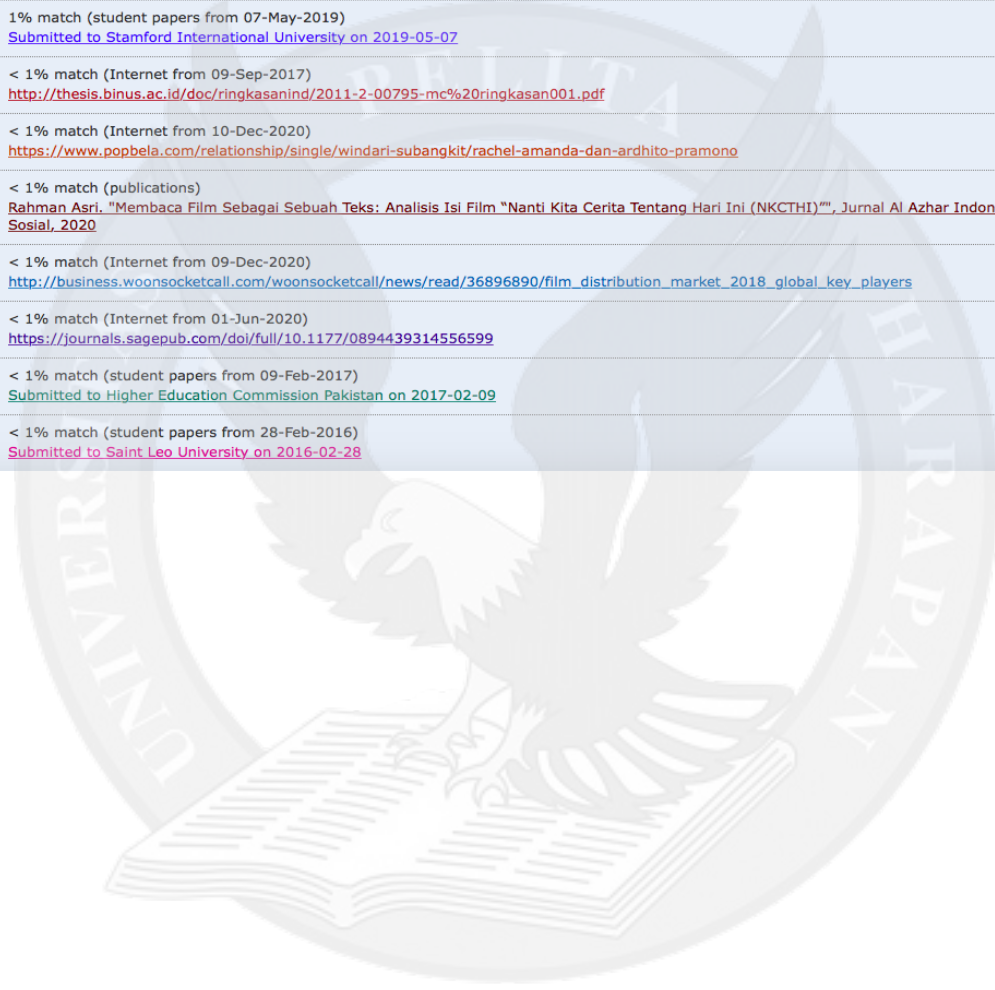 1% match (student papers from 07-May-2019)
Submitted to Stamford International University on 2019-05-07
< 1% match (Internet from 09-Sep-2017)
http://thesis.binus.ac.id/doc/ringkasanind/2011-2-00795-mc%20ringkasan001.pdf
< 1% match (Internet from 10-Dec-2020)
https://www.popbela.com/relationship/single/windari-subangkit/rachel-amanda-dan-ardhito-pramono
< 1% match (publications)
Rahman Asri. "Membaca Film Sebagai Sebuah Teks: Analisis Isi Film “Nanti Kita Cerita Tentang Hari Ini (NKCTHI)”", Jurnal Al Azhar Indon
Sosial, 2020
< 1% match (Internet from 09-Dec-2020)
http://business.woonsocketcall.com/woonsocketcall/news/read/36896890/film_distribution_market_2018_global_key_players
< 1% match (Internet from 01-Jun-2020)
https://journals.sagepub.com/doi/full/10.1177/0894439314556599
< 1% match (student papers from 09-Feb-2017)
Submitted to Higher Education Commission Pakistan on 2017-02-09
< 1% match (student papers from 28-Feb-2016)
Submitted to Saint Leo University on 2016-02-28
UNIVERSITAS PELITA HARAPAN